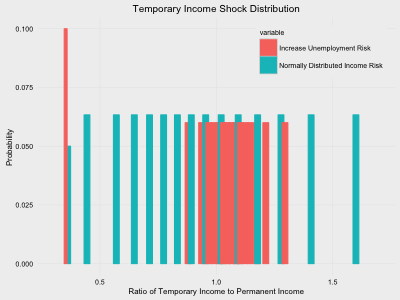 Temporary Income Shock Distribution
variable
Increase Unemployment Risk
Normally Distributed Income Risk
Probability
0.100
0.075
0.050
0.025
0.000
0.5
1.0
1.5
Ratio of Temporary Income to Permanent Income